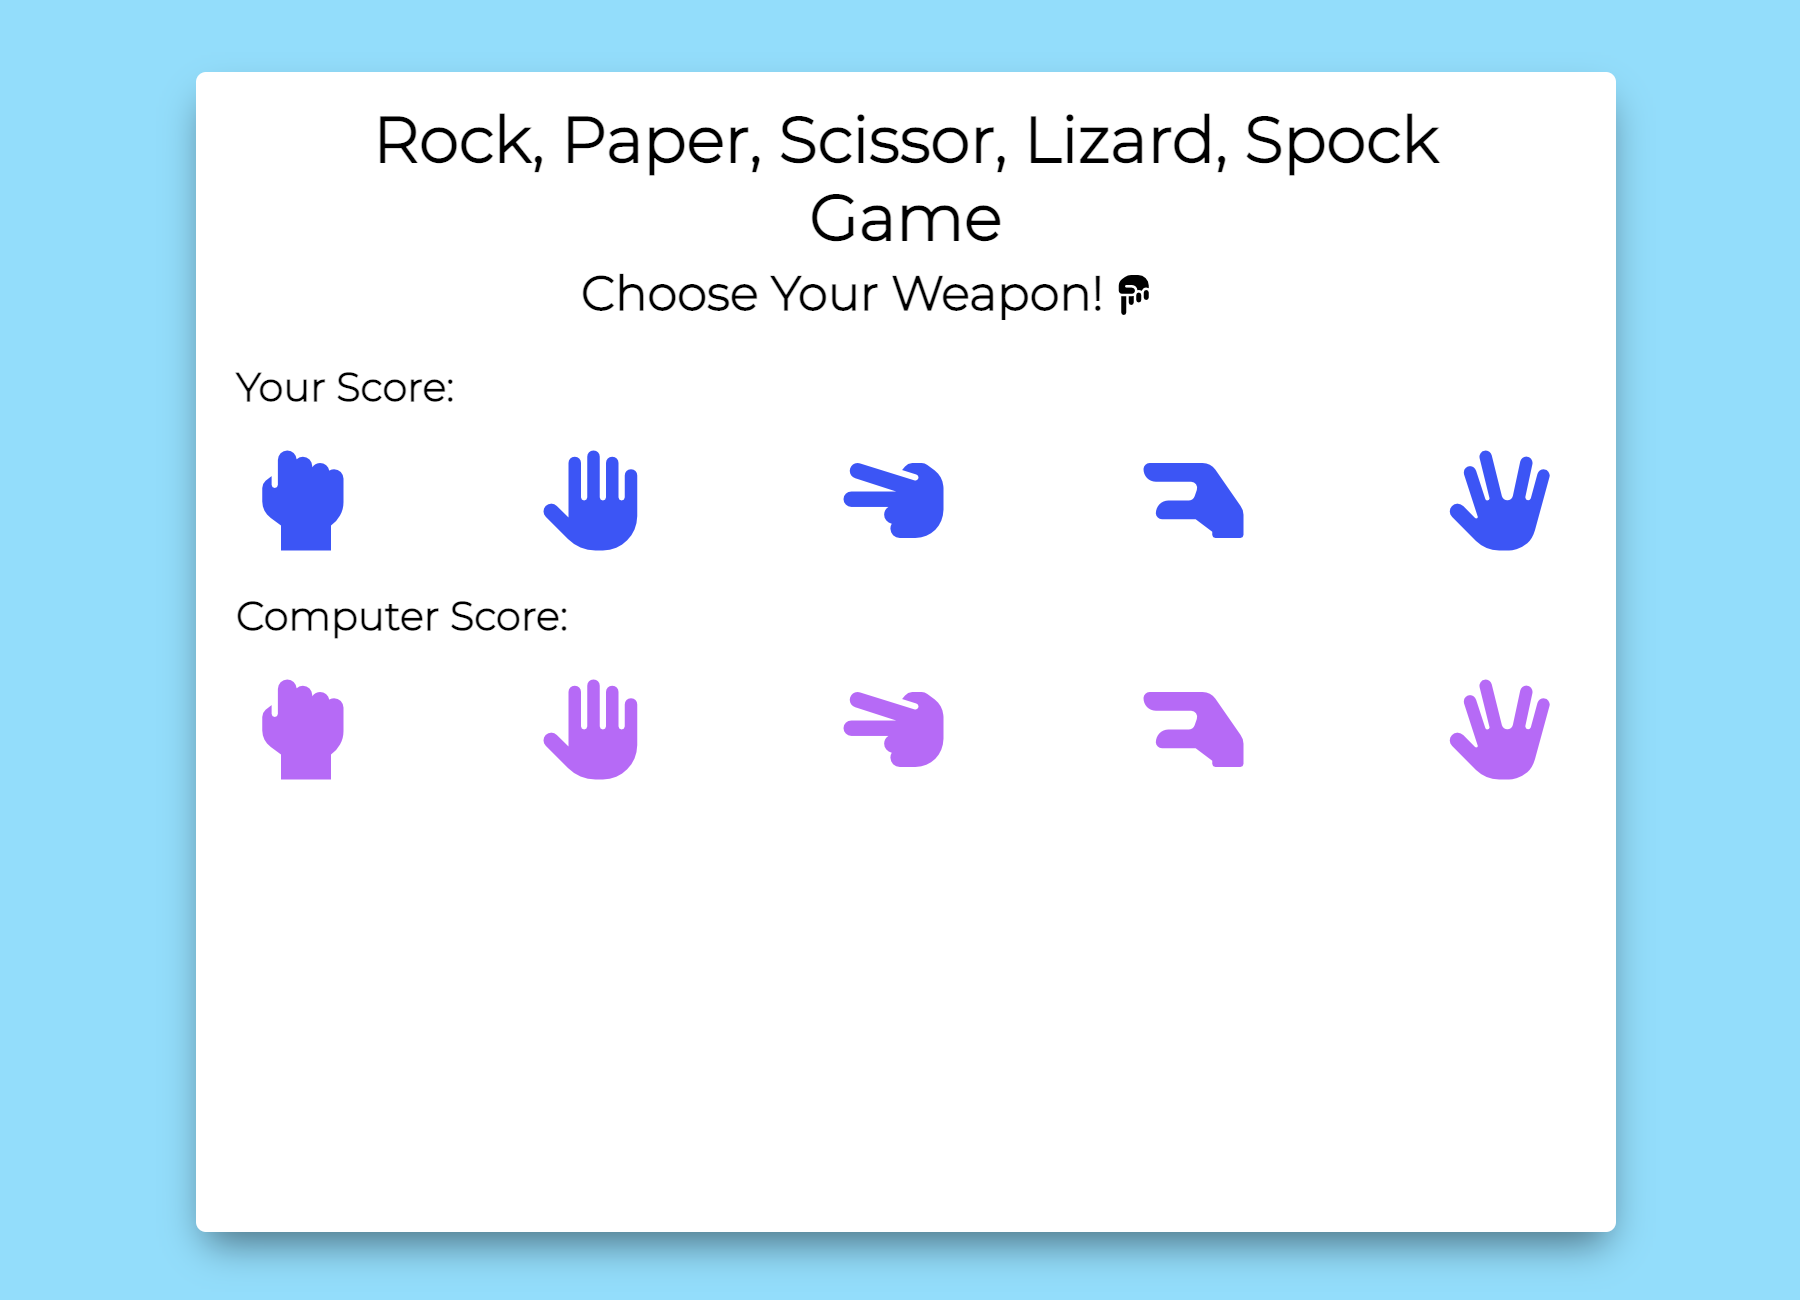 Rock, Paper, Scissor, Lizard, Spock
Game
Choose Your Weapon!
Your Score:
Computer Score: